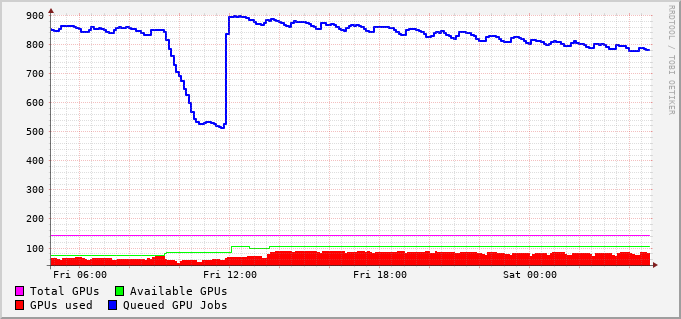 900
800
700
600
500
400
300
200
100
Fri 06:00 Fri 12:00 Fri 18:00 Sat 00:00
Total GPUs Available GPUs
GPUs used Queued GPU Jobs
RRDTOOL / TOBI OETIKER